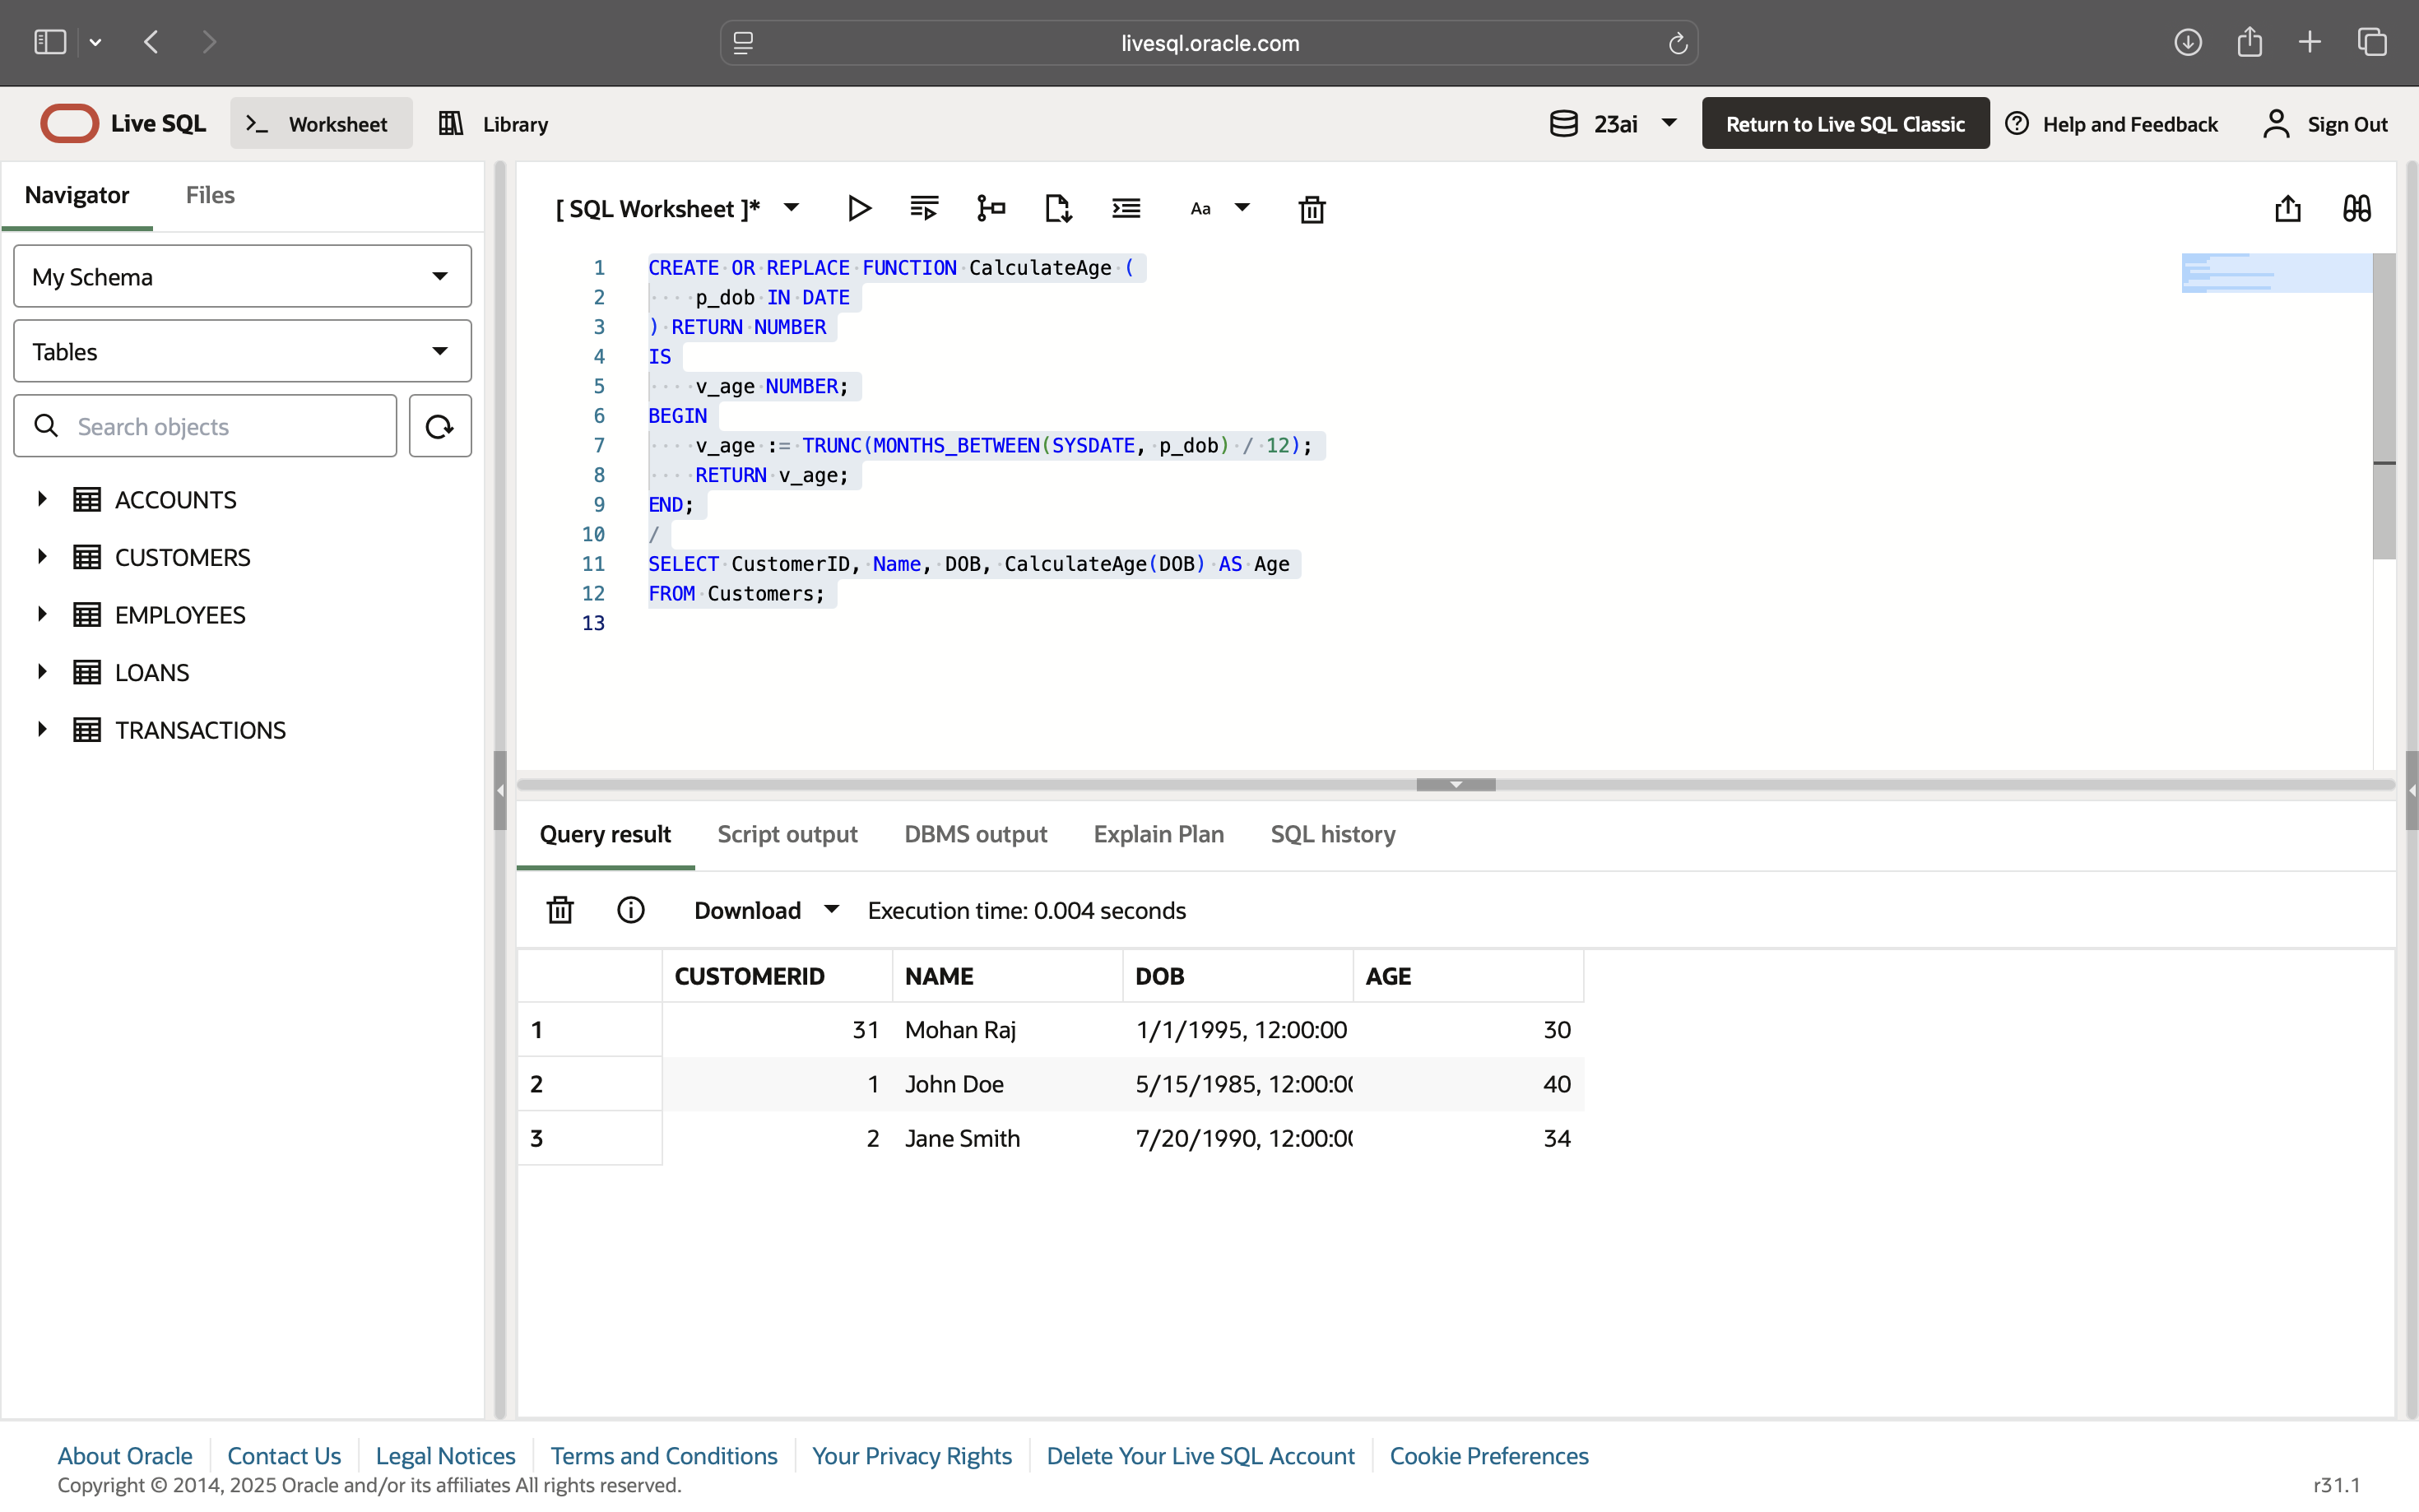 livesql.oracle.com
Live SQL
Worksheet
Library
23ai
Return to Live SQL Classic
Help and Feedback
Sign Out
Navigator
Files
My Schema
Tables
Search objects
ACCOUNTS
CUSTOMERS
EMPLOYEES
LOANS
TRANSACTIONS
[ SQL Worksheet ]*
Aa
1 CREATE OR REPLACE FUNCTION CalculateAge (
2     p_dob IN DATE
3 ) RETURN NUMBER
4 IS
5     v_age NUMBER;
6 BEGIN
7     v_age := TRUNC(MONTHS_BETWEEN(SYSDATE, p_dob) / 12);
8     RETURN v_age;
9 END;
10 /
11 SELECT CustomerID, Name, DOB, CalculateAge(DOB) AS Age
12 FROM Customers;
13
Query result
Script output
DBMS output
Explain Plan
SQL history
Download
Execution time: 0.004 seconds
CUSTOMERID NAME DOB AGE
1 31 Mohan Raj 1/1/1995, 12:00:00 30
2 1 John Doe 5/15/1985, 12:00:00 40
3 2 Jane Smith 7/20/1990, 12:00:00 34
About Oracle
Contact Us
Legal Notices
Terms and Conditions
Your Privacy Rights
Delete Your Live SQL Account
Cookie Preferences
Copyright © 2014, 2025 Oracle and/or its affiliates All rights reserved.
r31.1